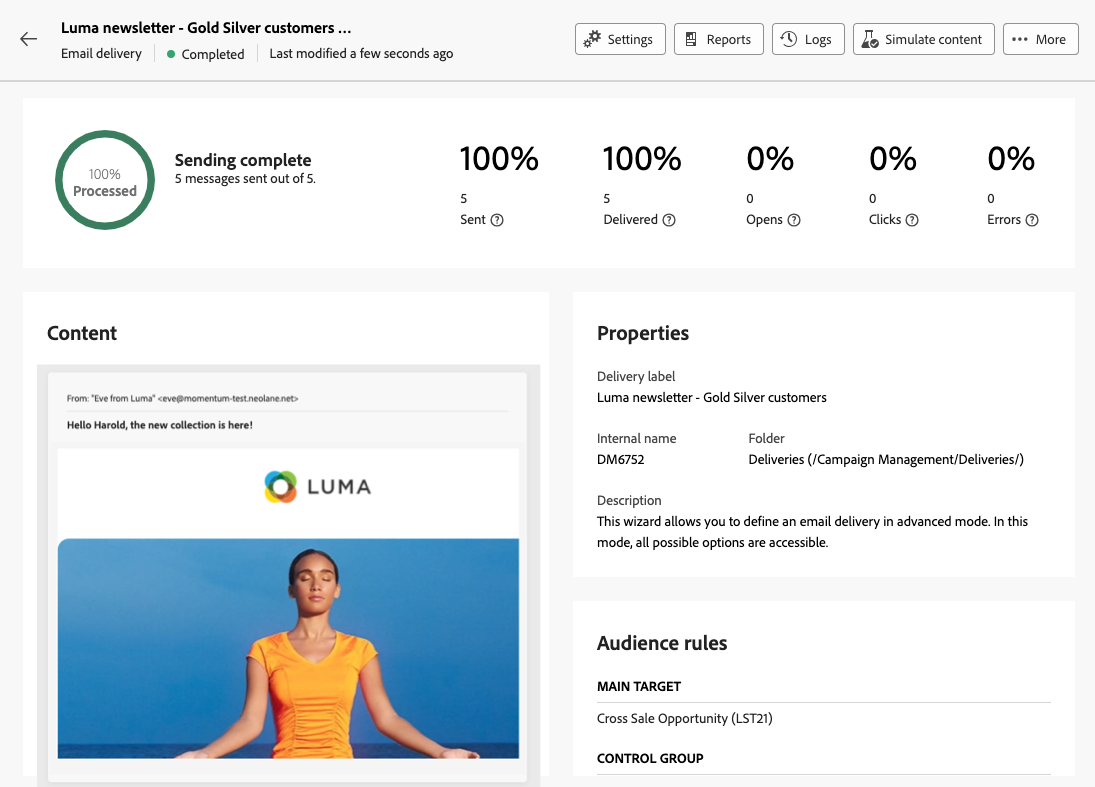 Luma newsletter - Gold Silver customers ...
Email delivery
Completed
Last modified a few seconds ago
Settings
Reports
Logs
Simulate content
More
100%
Processed
Sending complete
5 messages sent out of 5.
100%
5
Sent
100%
5
Delivered
0%
0
Opens
0%
0
Clicks
0%
0
Errors
Content
From: "Eve from Luma" <eve@momentum-test.neolane.net>
Hello Harold, the new collection is here!
LUMA
Properties
Delivery label
Luma newsletter - Gold Silver customers
Internal name
DM6752
Folder
Deliveries (/Campaign Management/Deliveries/)
Description
This wizard allows you to define an email delivery in advanced mode. In this
mode, all possible options are accessible.
Audience rules
MAIN TARGET
Cross Sale Opportunity (LST21)
CONTROL GROUP